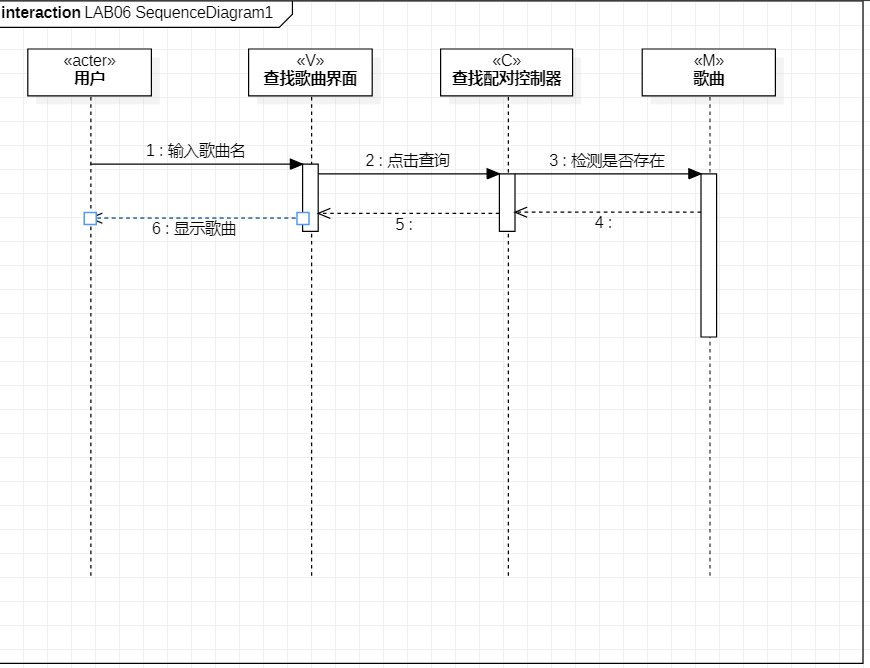 interaction LAB06 SequenceDiagram1
«acter»
用户
«V»
查找歌曲界面
«C»
查找配对控制器
«M»
歌曲
1 : 输入歌曲名
2 : 点击查询
3 : 检测是否存在
4 :
5 :
6 : 显示歌曲